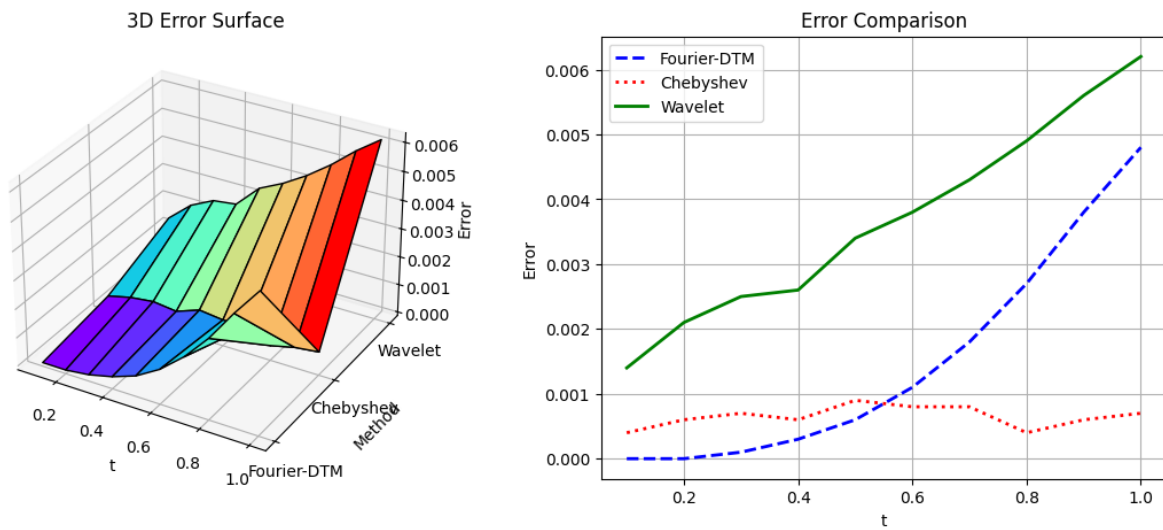 3D Error Surface
0.006
0.005
0.004
0.003
0.002
0.001
0.000
Error
Wavelet
Chebyshev
Fourier-DTM
Method
0.2
0.4
0.6
0.8
1.0
t
Error Comparison
Fourier-DTM
Chebyshev
Wavelet
0.006
0.005
0.004
0.003
0.002
0.001
0.000
Error
0.2 0.4 0.6 0.8 1.0
t